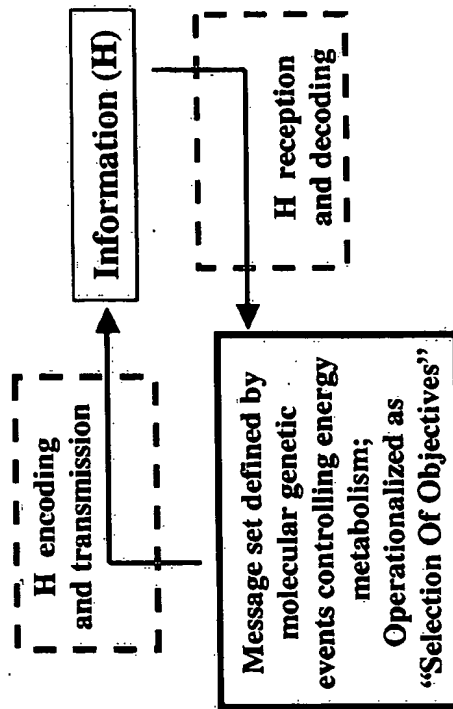 H encoding
and transmission
Information (H)
H reception
and decoding
Message set defined by
molecular genetic
events controlling energy
metabolism;
Operationalized as
“Selection Of Objectives”